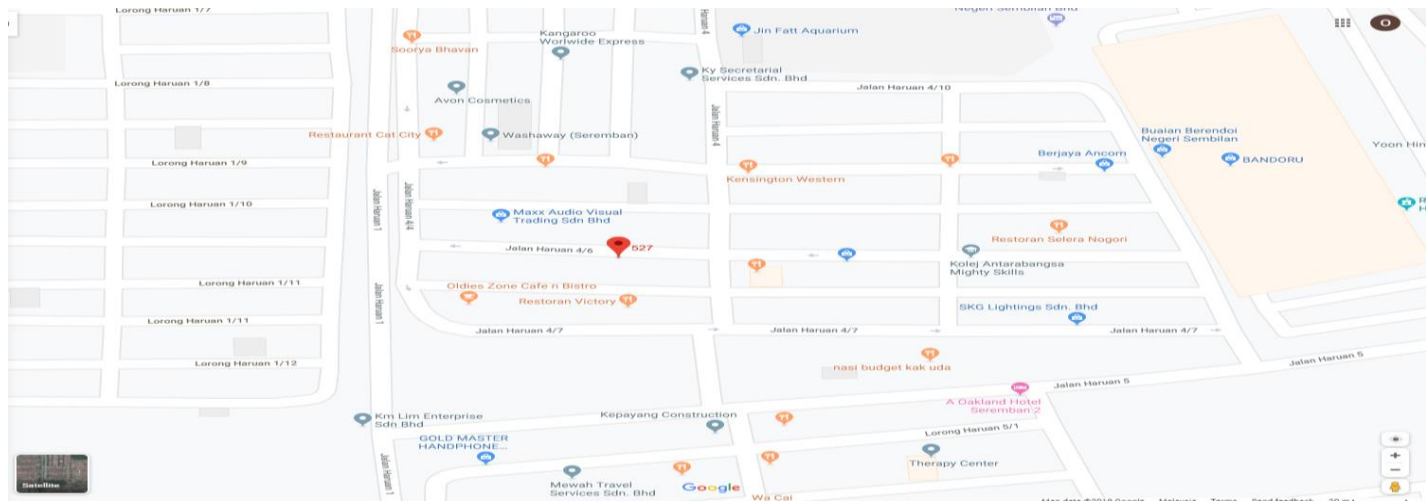 Lorong Haruan 1/7
Negeri Sembilan Bhd
O
Haruan 4
Jin Fatt Aquarium
Kangaroo
Worlwide Express
Soorya Bhavan
Ky Secretarial
Services Sdn. Bhd
Lorong Haruan 1/8
Jalan Haruan 4/10
Avon Cosmetics
Restaurant Cat City
Washaway (Seremban)
Jalan Haruan 4
Buaian Berendoi
Negeri Sembilan
Yoon Hin
Berjaya Ancom
BANDORU
Lorong Haruan 1/9
Kensington Western
Jalan Haruan 1
Jalan Haruan 4/4
Lorong Haruan 1/10
Maxx Audio Visual
Trading Sdn Bhd
R
H
Restoran Selera Nogori
Jalan Haruan 4/6
527
Kolej Antarabangsa
Mighty Skills
Lorong Haruan 1/11
Jalan Haruan 1
Oldies Zone Cafe n Bistro
Restoran Victory
SKG Lightings Sdn. Bhd
Lorong Haruan 1/11
Jalan Haruan 4/7
Jalan Haruan 4/7
Jalan Haruan 4/7
Lorong Haruan 1/12
nasi budget kak uda
Jalan Haruan 5
Jalan Haruan 5
A Oakland Hotel
Seremban 2
Km Lim Enterprise
Sdn Bhd
Kepayang Construction
Lorong Haruan 5/1
GOLD MASTER
HANDPHONE...
Jalan Haruan 1
Therapy Center
Mewah Travel
Services Sdn. Bhd
Google
Satellite
Wa Cai